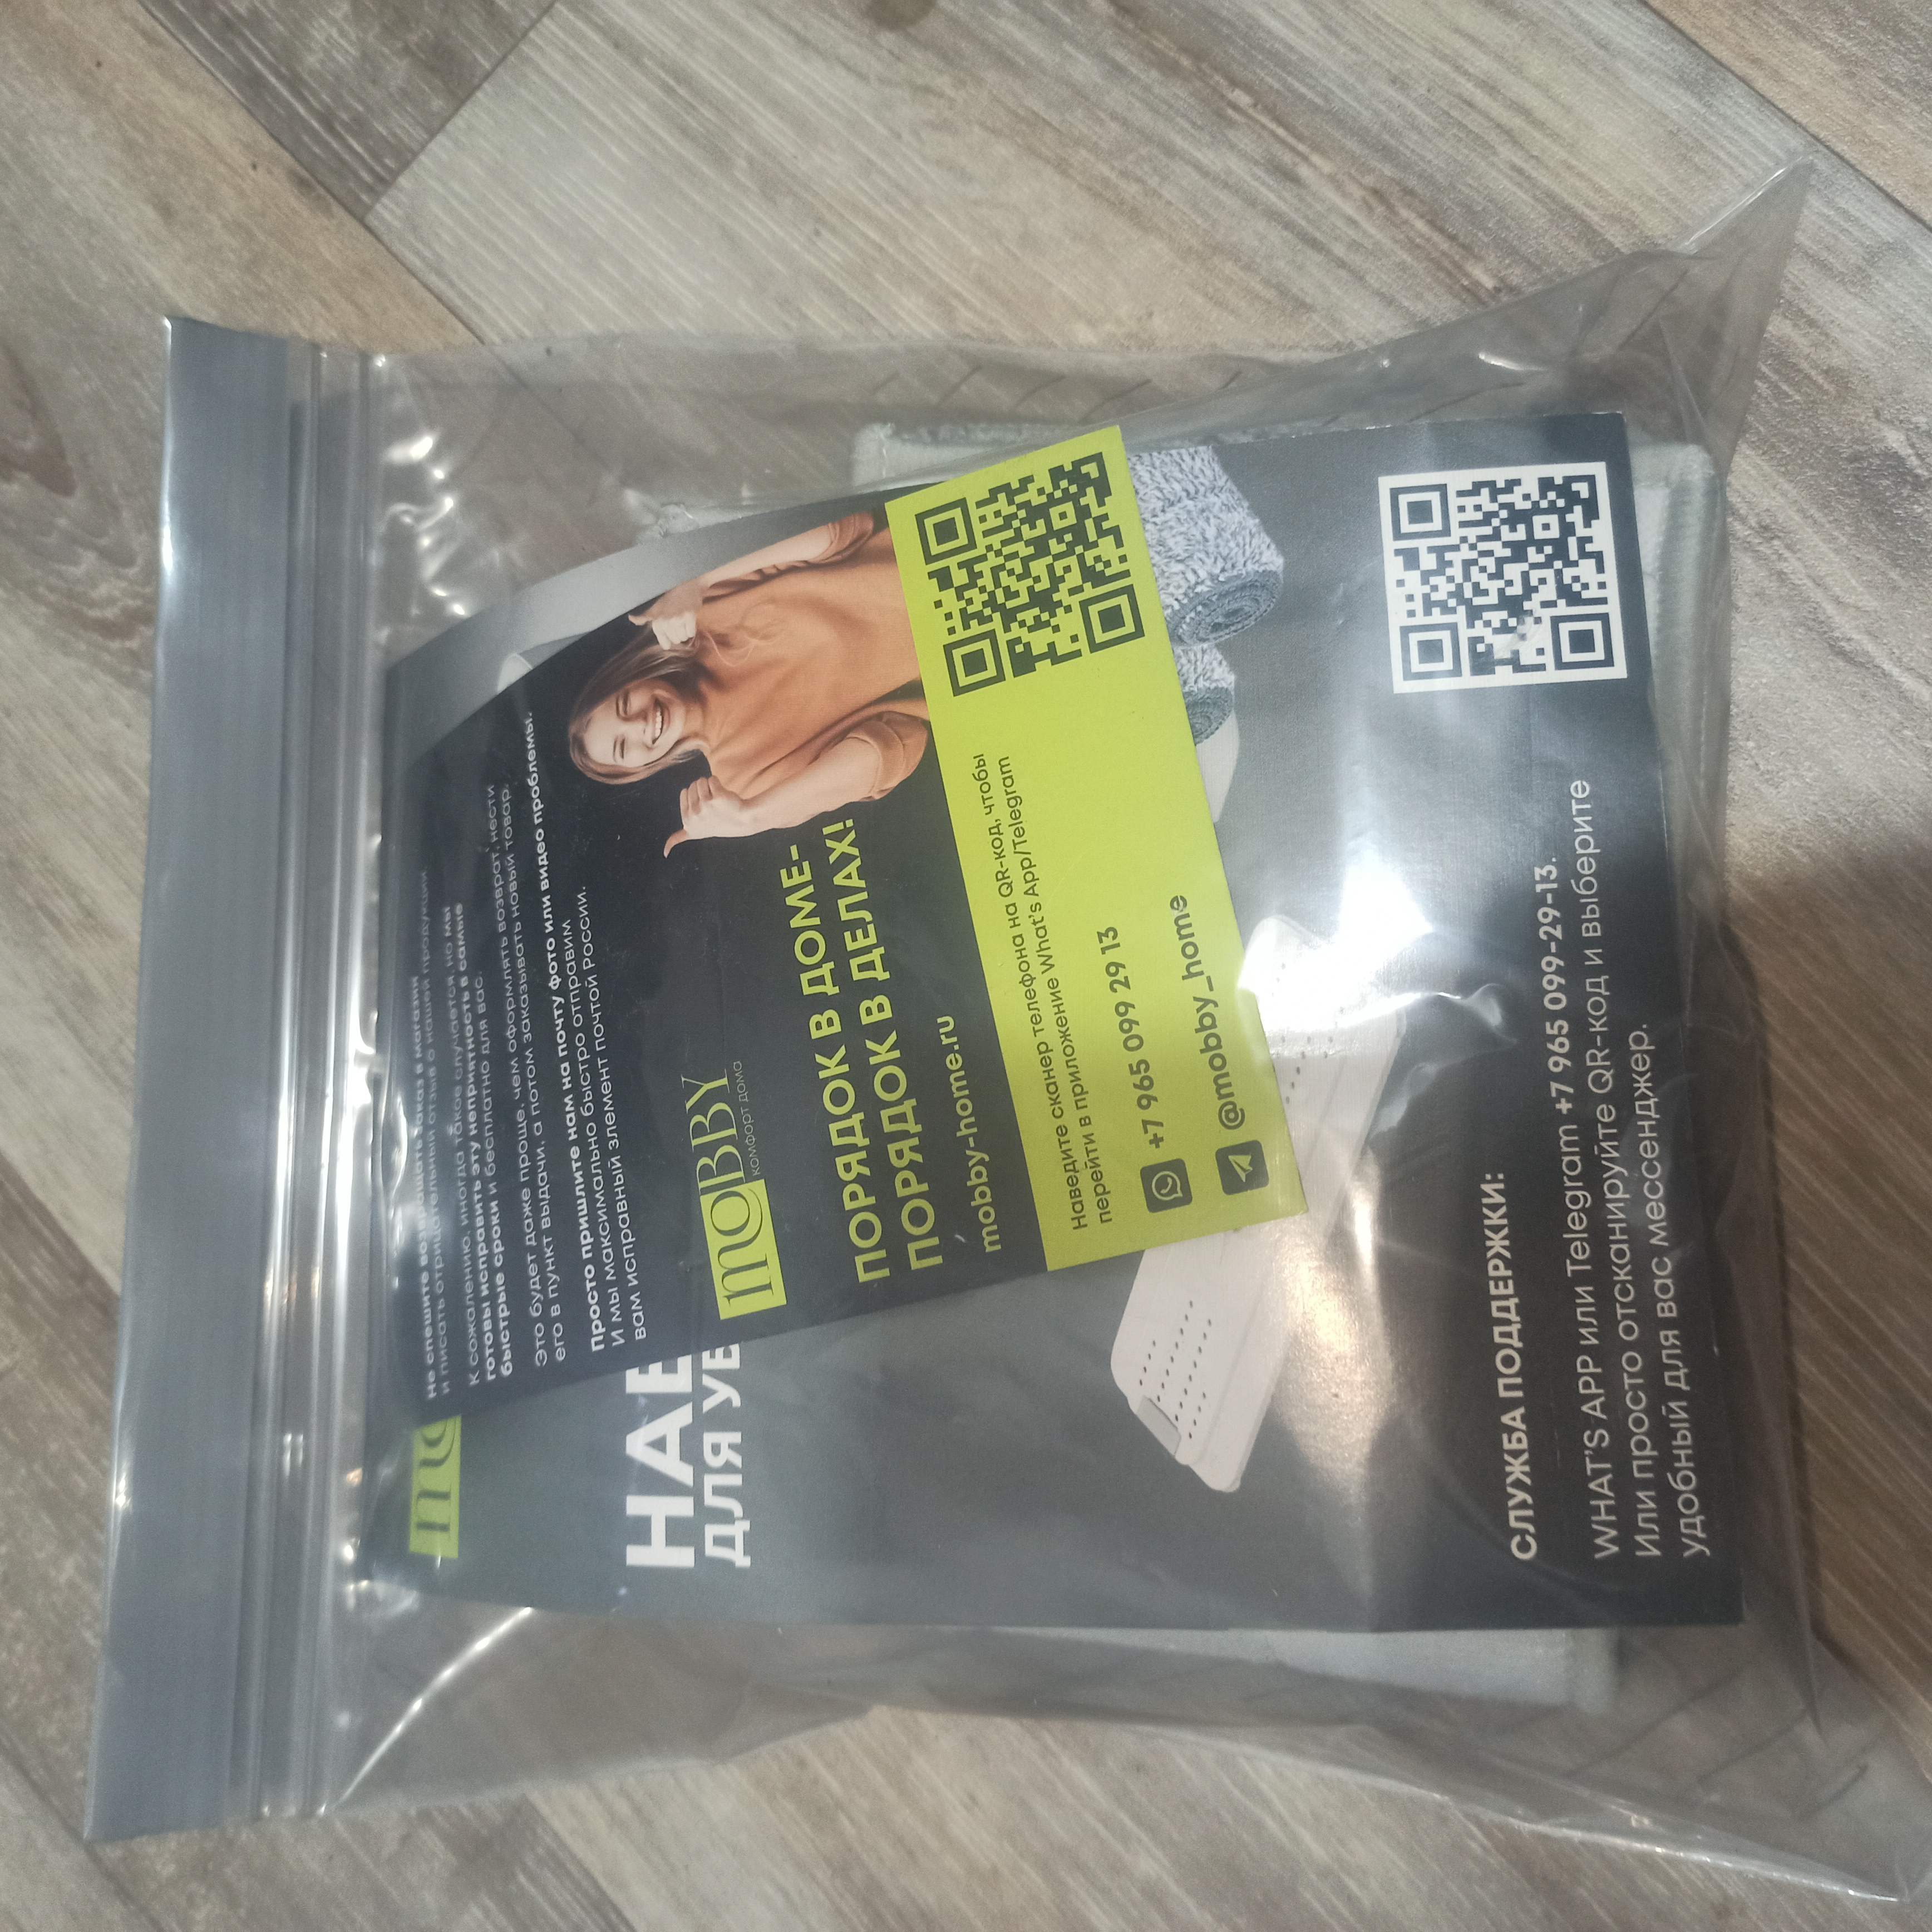 Не спешите возвращать заказ в магазин
и писать отрицательный отзыв о нашей продукции.
К сожалению, иногда такое случается, но мы
готовы исправить эту неприятность в самые
быстрые сроки и бесплатно для вас.
Это будет даже проще, чем оформлять возврат, нести
его в пункт выдачи, а потом заказывать новый товар.
Просто пришлите нам на почту фото или видео проблемы.
И мы максимально быстро отправим
вам исправный элемент почтой России.
моBBY
комфорт дома
ПОРЯДОК В ДОМЕ-
ПОРЯДОК В ДЕЛАХ!
mobby-home.ru
Наведите сканер телефона на QR-код, чтобы
перейти в приложение What's App/Telegram
+7 965 099 29 13
@mobby_home
mo
НАБ
ДЛЯ УБ
СЛУЖБА ПОДДЕРЖКИ:
WHAT'S APP или Telegram +7 965 099-29-13.
Или просто отсканируйте QR-код и выберите
удобный для вас мессенджер.